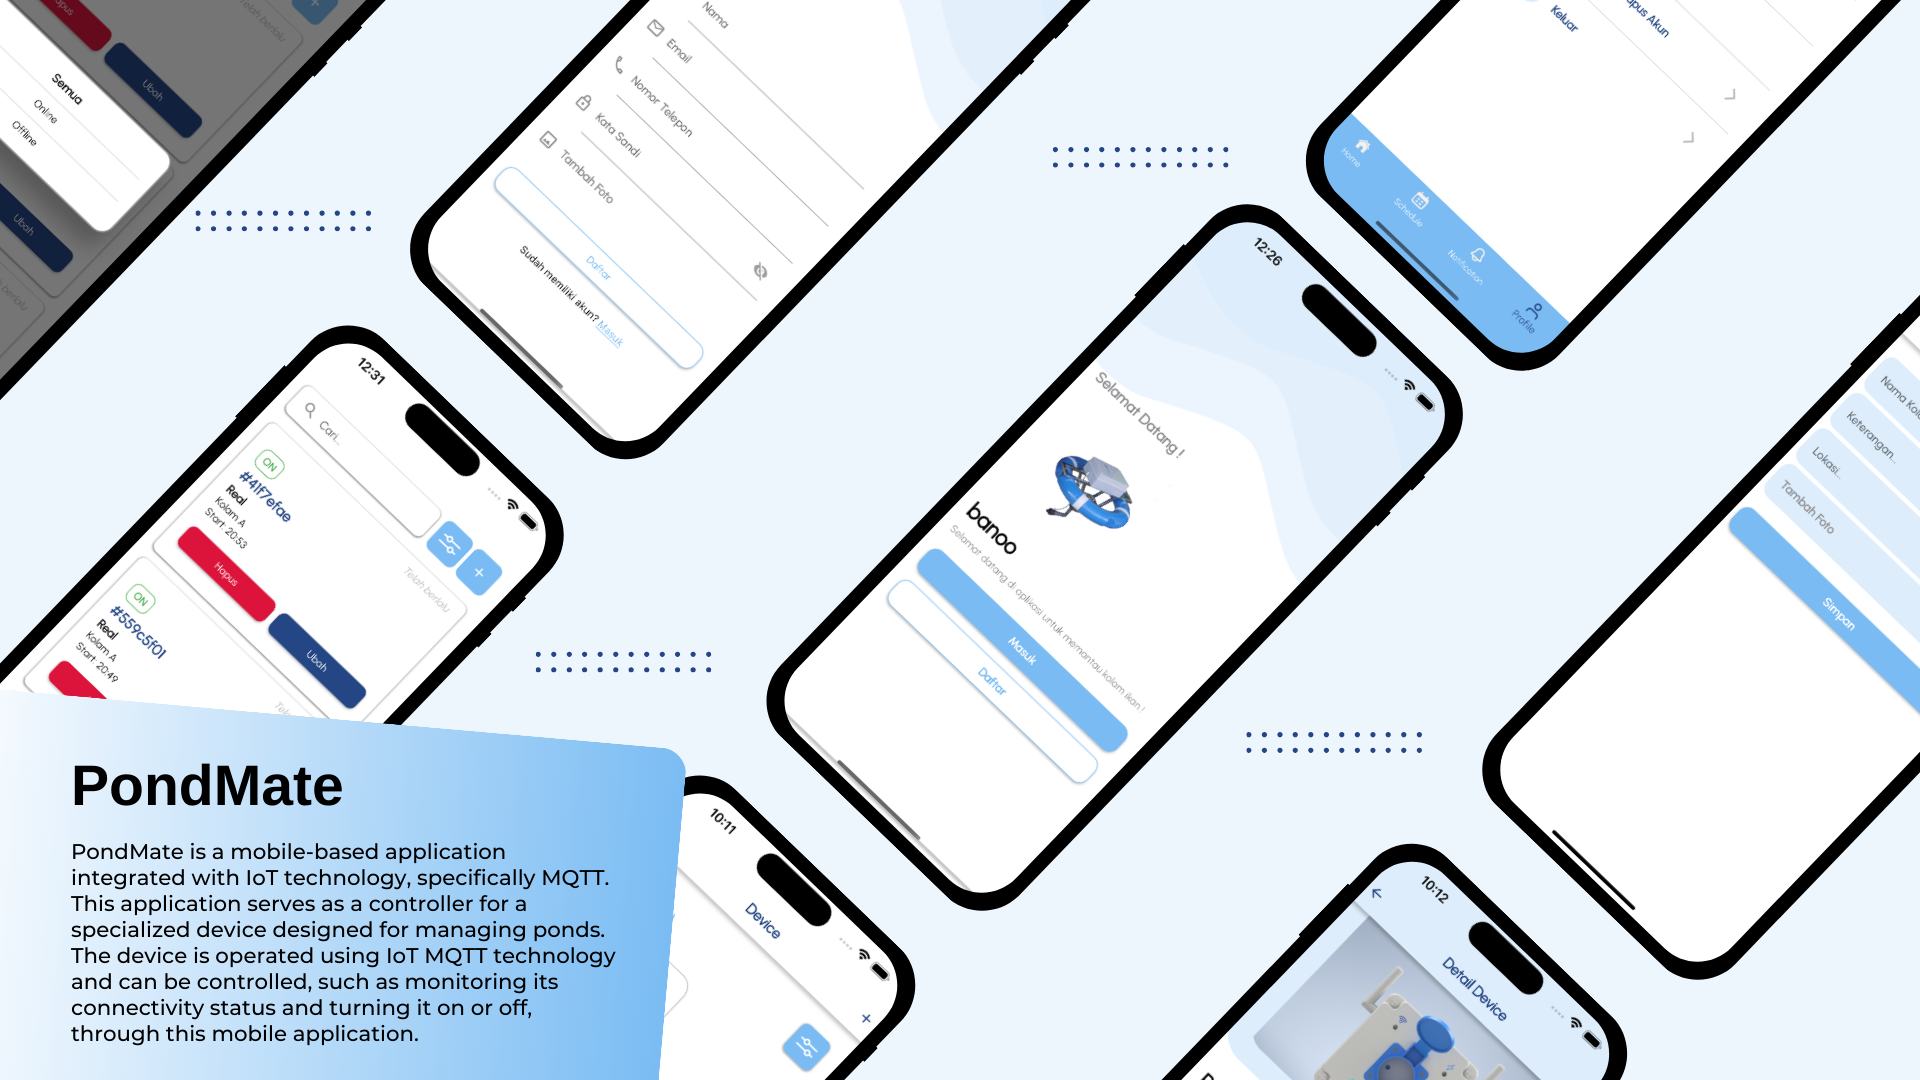 Hapus
Ubah
Semua
Online
Offline
Ubah
Telah berlalu
berlalu
Nama
Email
Nomor Telepon
Kata Sandi
Tambah Foto
Daftar
Sudah memiliki akun? Masuk
Keluar
apus Akun
Home
Schedule
Notification
Profile
12:31
Cari...
ON
#41f7efae
Real
Kolam A
Start: 20:53
Telah berlalu
Hapus
Ubah
ON
#559c5f01
Real
Kolam A
Start: 20:49
12:26
Selamat Datang !
banoo
Selamat datang di aplikasi untuk memantau kolam ikan !
Masuk
Daftar
Keterangan...
Lokasi...
Tambah Foto
Simpan
10:11
Device
10:12
Detail Device
PondMate
PondMate is a mobile-based application
integrated with IoT technology, specifically MQTT.
This application serves as a controller for a
specialized device designed for managing ponds.
The device is operated using IoT MQTT technology
and can be controlled, such as monitoring its
connectivity status and turning it on or off,
through this mobile application.